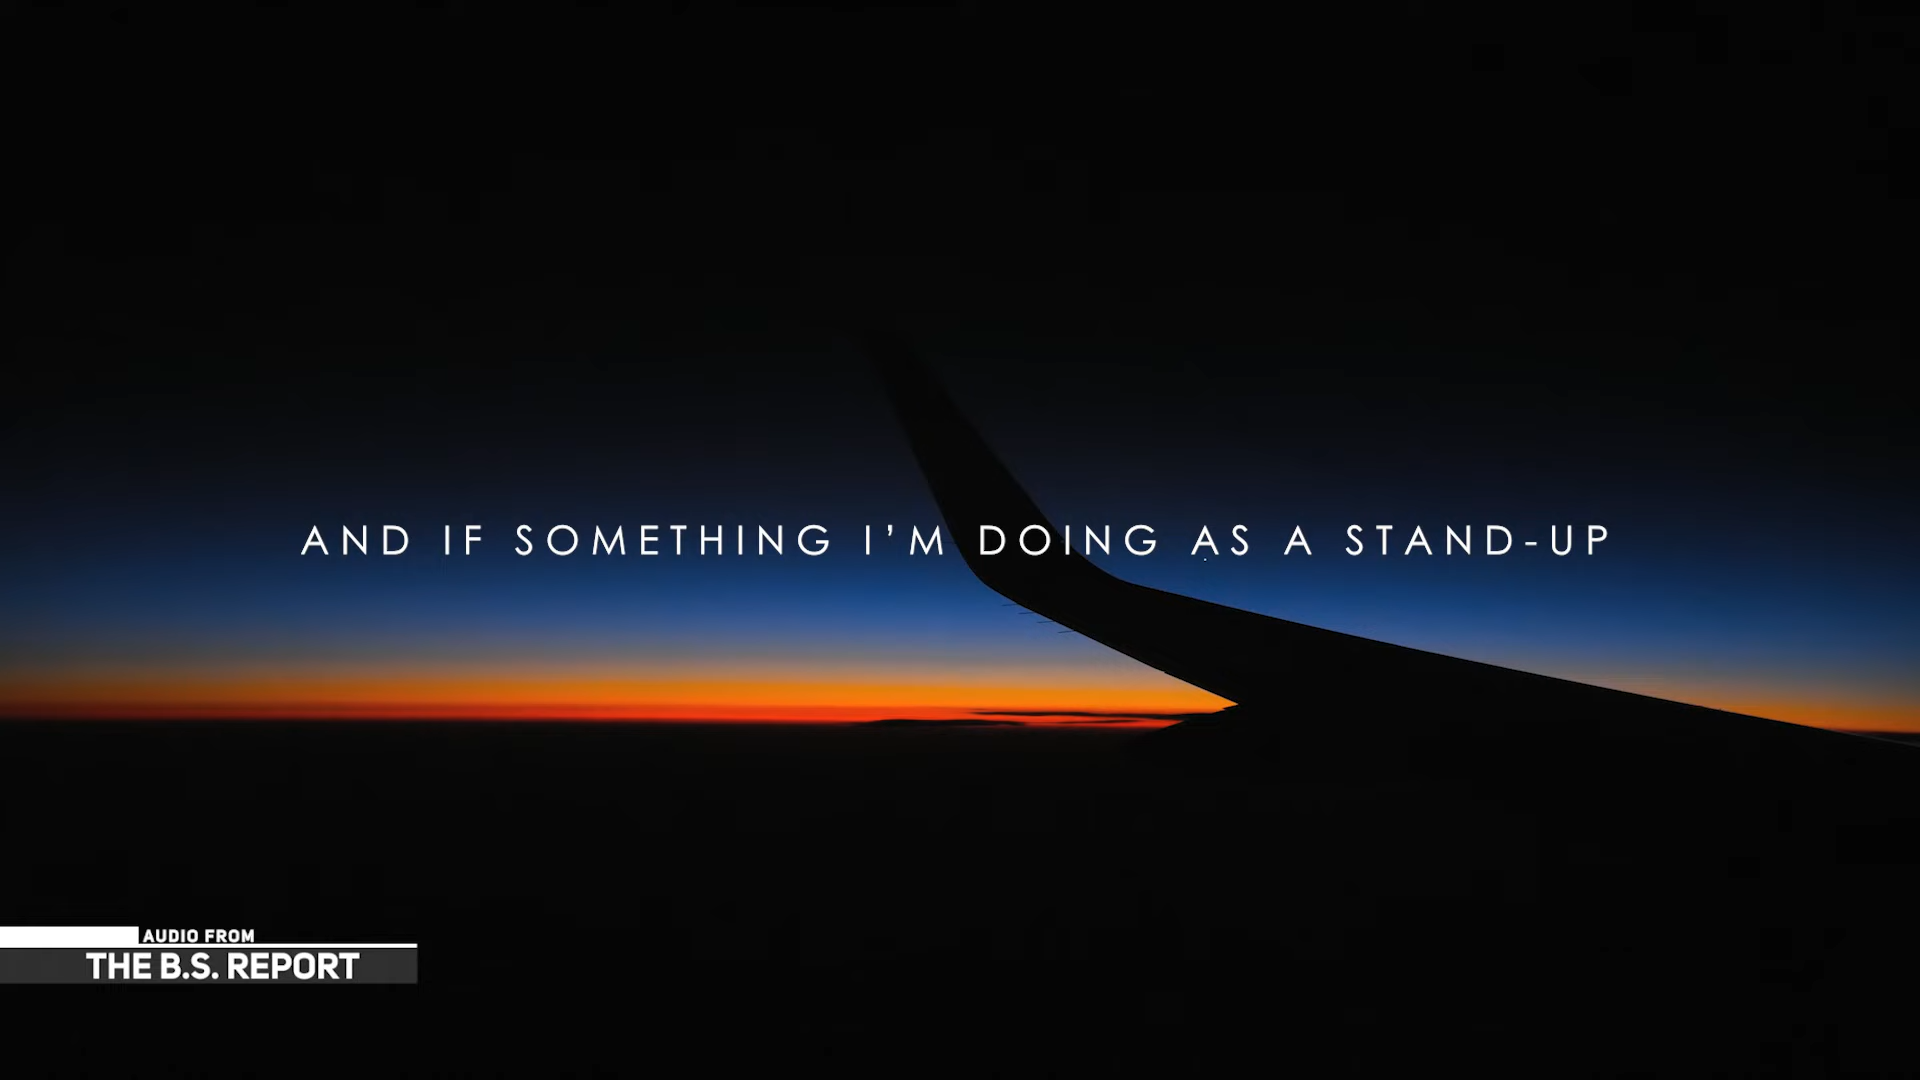 AND IF SOMETHING I’M DOING AS A STAND-UP
AUDIO FROM
THE B.S. REPORT